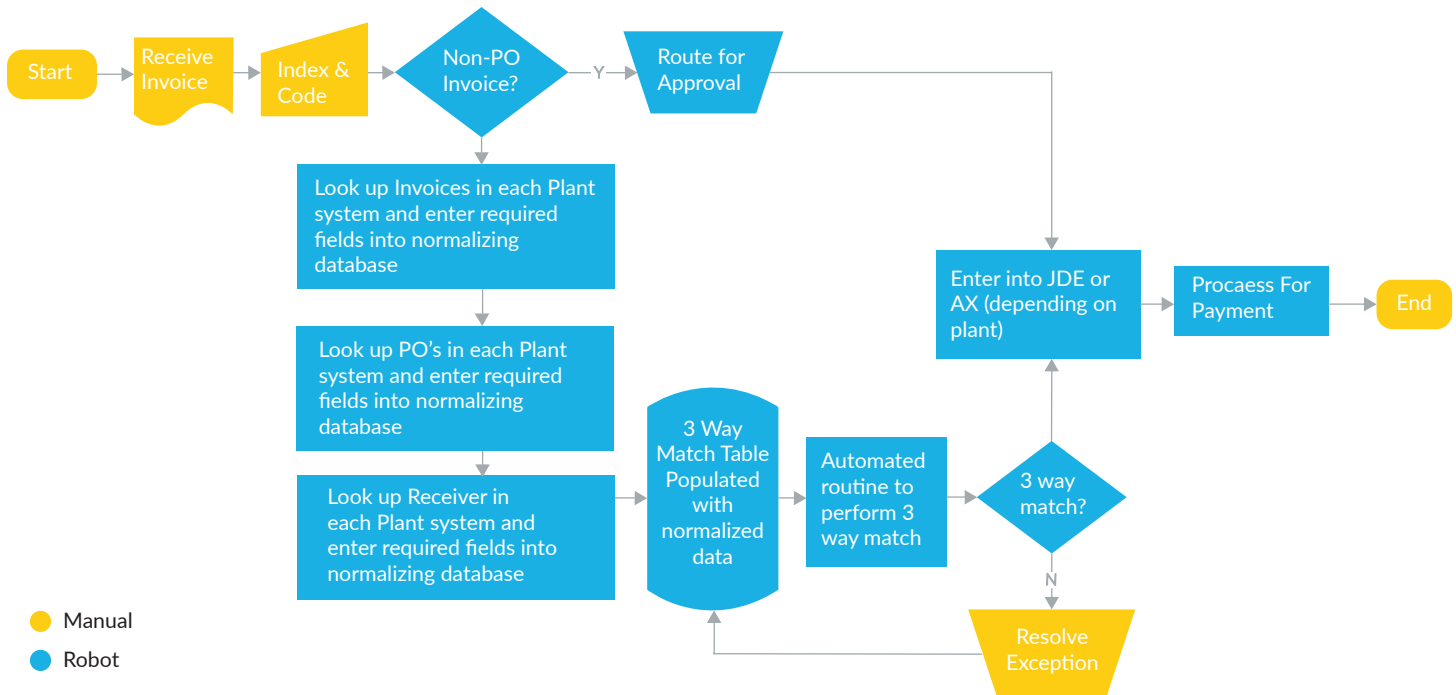 Start
Receive
Invoice
Index &
Code
Non-PO
Invoice?
Y
Route for
Approval
Look up Invoices in each Plant
system and enter required
fields into normalizing
database
Look up PO's in each Plant
system and enter required
fields into normalizing
database
Look up Receiver in
each Plant system and
enter required fields into
normalizing database
3 Way
Match Table
Populated
with
normalized
data
Automated
routine to
perform 3
way match
3 way
match?
N
Resolve
Exception
Enter into JDE or
AX (depending on
plant)
Procaess For
Payment
End
Manual
Robot